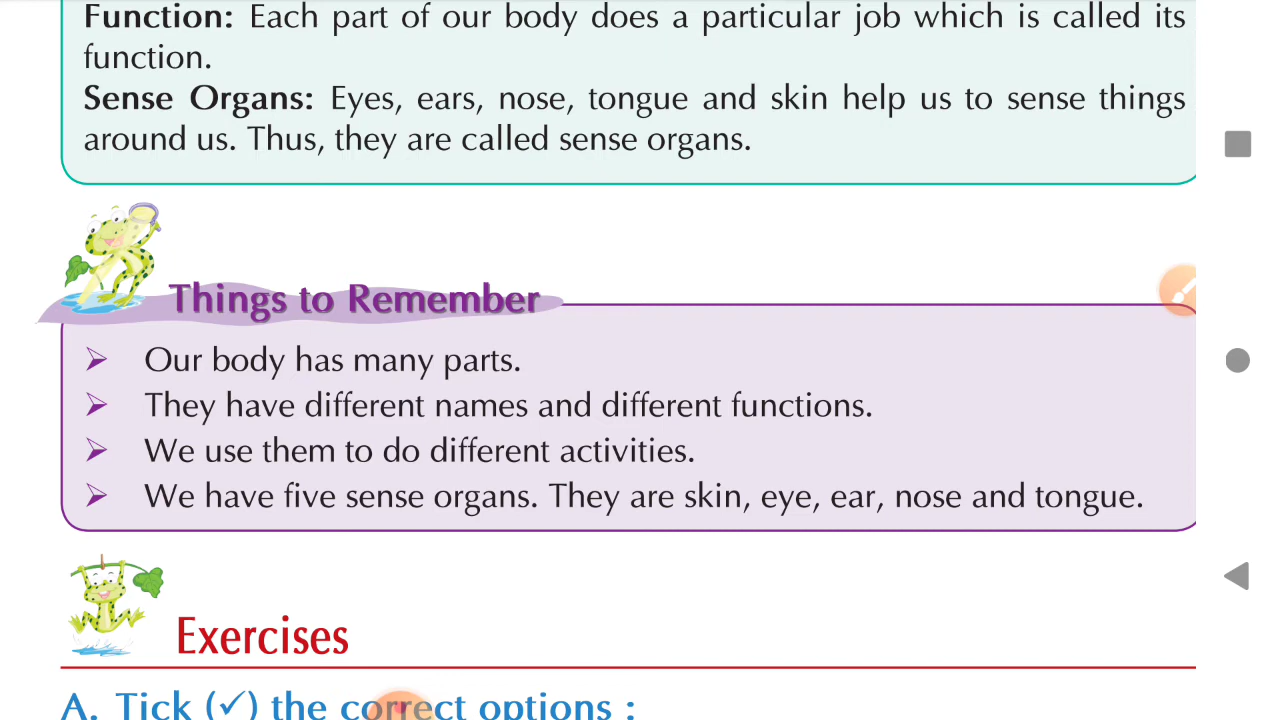 Function: Each part of our body does a particular job which is called its
function.
Sense Organs: Eyes, ears, nose, tongue and skin help us to sense things
around us. Thus, they are called sense organs.
Things to Remember
➢ Our body has many parts.
➢ They have different names and different functions.
➢ We use them to do different activities.
➢ We have five sense organs. They are skin, eye, ear, nose and tongue.
Exercises
A. Tick (✓) the correct options :